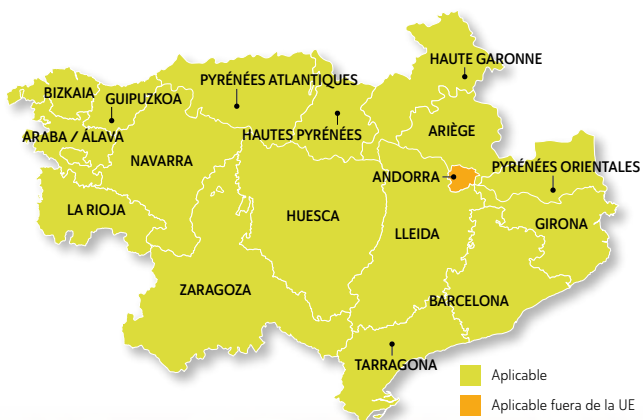 HAUTE GARONNE
PYRÉNÉES ATLANTIQUES
BIZKAIA
GUIPUZKOA
HAUTES PYRÉNÉES
ARIÈGE
ARABA / ÁLAVA
NAVARRA
ANDORRA
PYRÉNÉES ORIENTALES
LA RIOJA
HUESCA
GIRONA
LLEIDA
ZARAGOZA
BARCELONA
TARRAGONA
Aplicable
Aplicable fuera de la UE